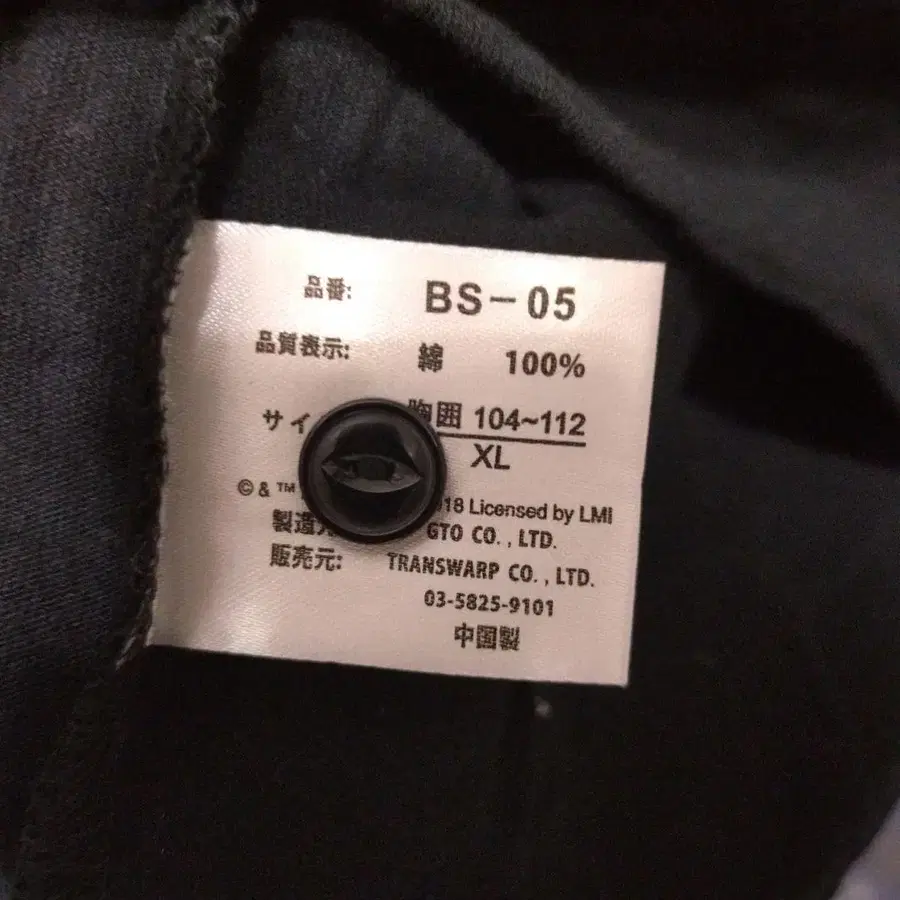 品番: BS-05
品質表示: 綿 100%
サイ 胸囲 104~112
XL
©&™ 18 Licensed by LMI
製造元 GTO CO., LTD.
販売元: TRANSWARP CO., LTD.
03-5825-9101
中国製